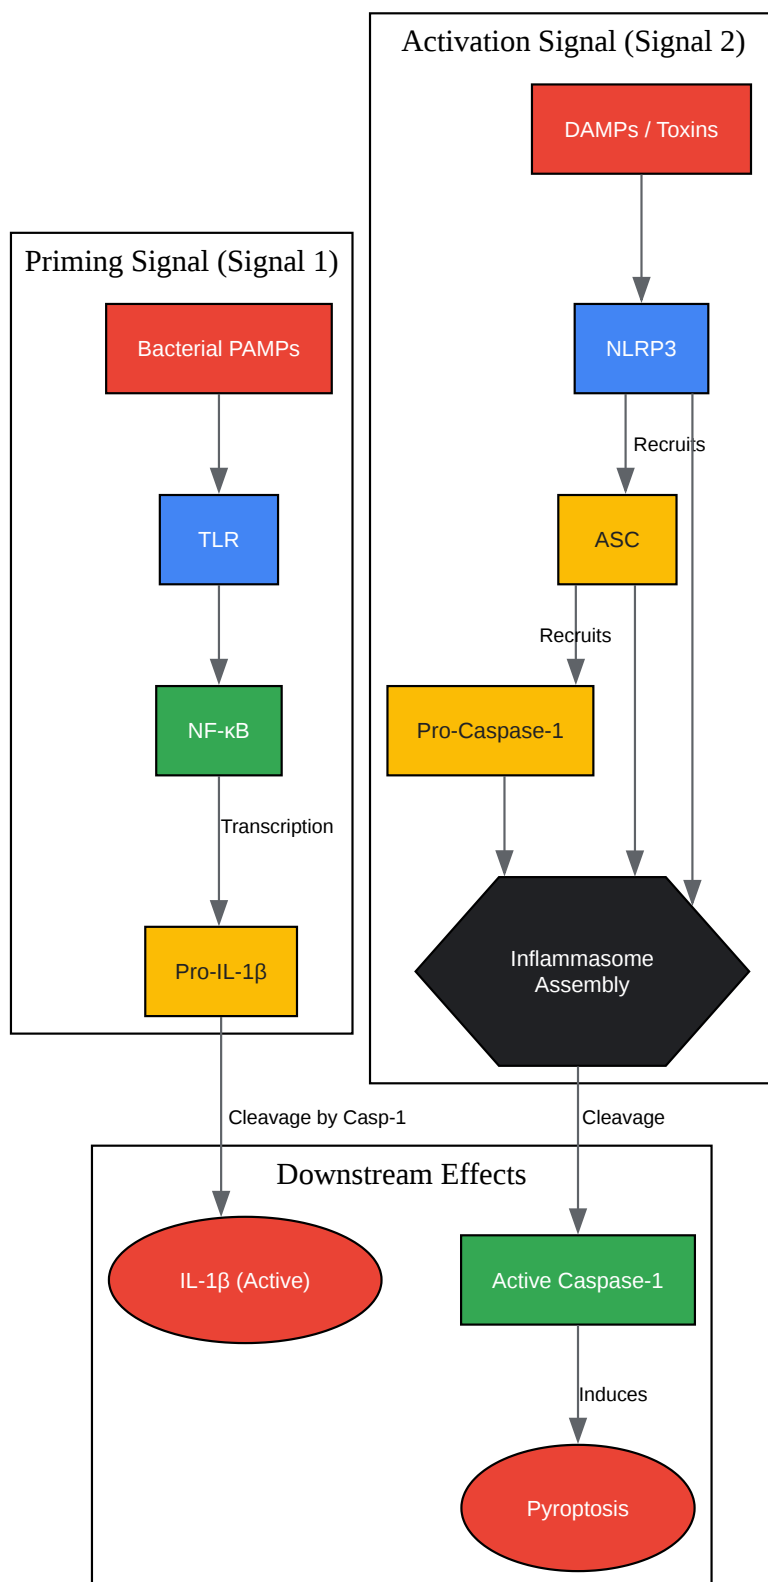 Activation Signal (Signal 2)
DAMPs / Toxins
Priming Signal (Signal 1)
Bacterial PAMPs
NLRP3
Recruits
TLR
ASC
Recruits
NF-κB
Pro-Caspase-1
Transcription
Pro-IL-1β
Inflammasome
Assembly
Cleavage by Casp-1
Cleavage
Downstream Effects
IL-1β (Active)
Active Caspase-1
Induces
Pyroptosis